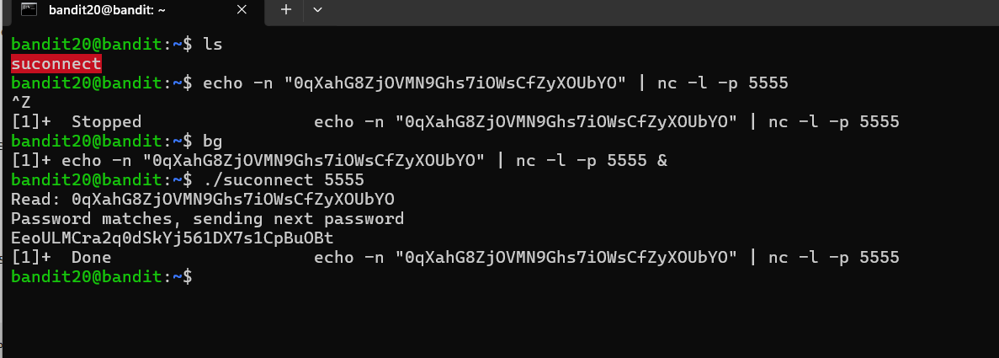 bandit20@bandit: ~
bandit20@bandit:~$ ls
suconnect
bandit20@bandit:~$ echo -n "0qXahG8ZjOVMN9Ghs7iOWsCfZyXOUbYO" | nc -l -p 5555
^Z
[1]+  Stopped                 echo -n "0qXahG8ZjOVMN9Ghs7iOWsCfZyXOUbYO" | nc -l -p 5555
bandit20@bandit:~$ bg
[1]+ echo -n "0qXahG8ZjOVMN9Ghs7iOWsCfZyXOUbYO" | nc -l -p 5555 &
bandit20@bandit:~$ ./suconnect 5555
Read: 0qXahG8ZjOVMN9Ghs7iOWsCfZyXOUbYO
Password matches, sending next password
EeoULMCra2q0dSkYj561DX7s1CpBuOBt
[1]+  Done                    echo -n "0qXahG8ZjOVMN9Ghs7iOWsCfZyXOUbYO" | nc -l -p 5555
bandit20@bandit:~$